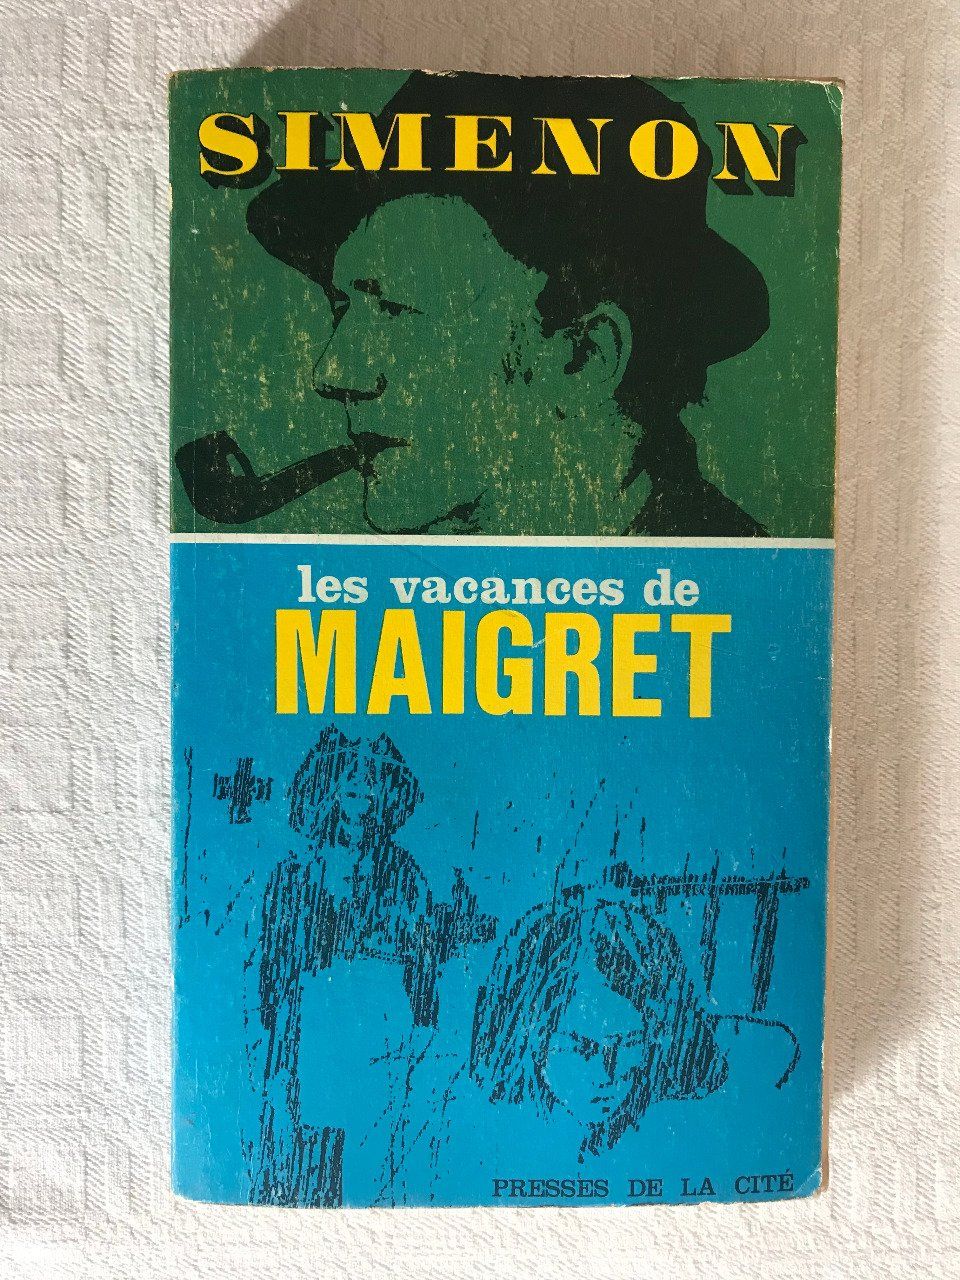 SIMENON
les vacances de
MAIGRET
PRESSES DE LA CITÉ